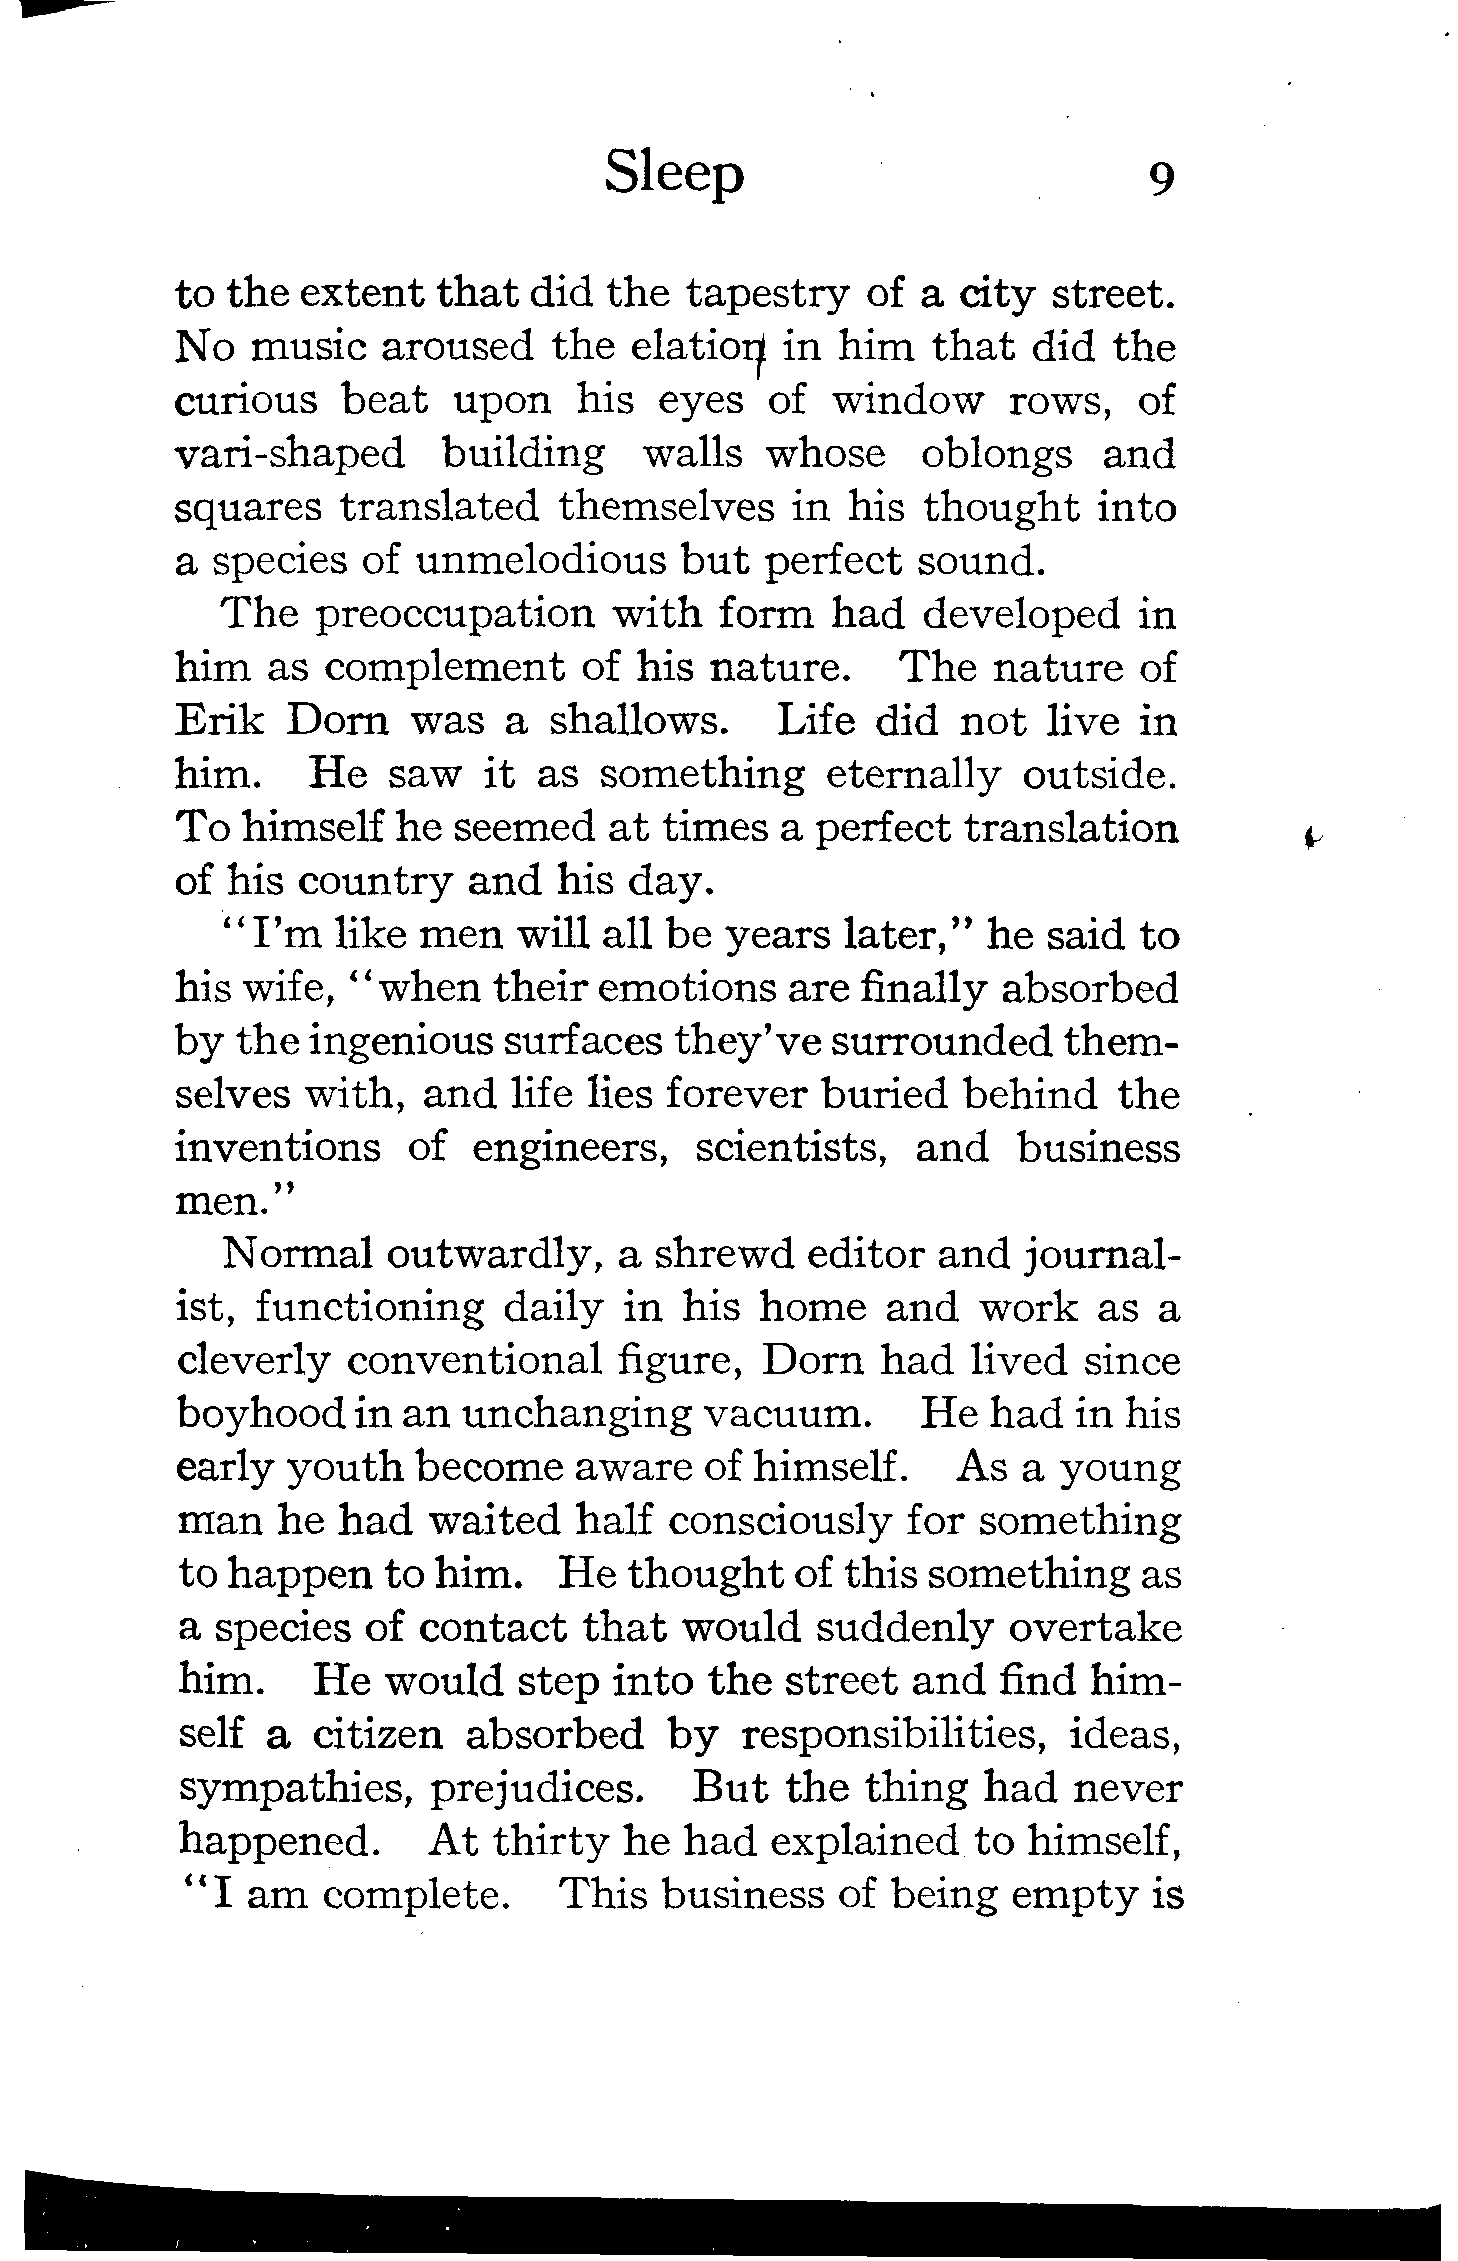 Sleep 9
to the extent that did the tapestry of a city street.
No music aroused the elation in him that did the
curious beat upon his eyes of window rows, of
vari-shaped building walls whose oblongs and
squares translated themselves in his thought into
a species of unmelodious but perfect sound.
The preoccupation with form had developed in
him as complement of his nature. The nature of
Erik Dorn was a shallows. Life did not live in
him. He saw it as something eternally outside.
To himself he seemed at times a perfect translation
of his country and his day.
"I'm like men will all be years later," he said to
his wife, "when their emotions are finally absorbed
by the ingenious surfaces they've surrounded them-
selves with, and life lies forever buried behind the
inventions of engineers, scientists, and business
men."
Normal outwardly, a shrewd editor and journal-
ist, functioning daily in his home and work as a
cleverly conventional figure, Dorn had lived since
boyhood in an unchanging vacuum. He had in his
early youth become aware of himself. As a young
man he had waited half consciously for something
to happen to him. He thought of this something as
a species of contact that would suddenly overtake
him. He would step into the street and find him-
self a citizen absorbed by responsibilities, ideas,
sympathies, prejudices. But the thing had never
happened. At thirty he had explained to himself,
"I am complete. This business of being empty is